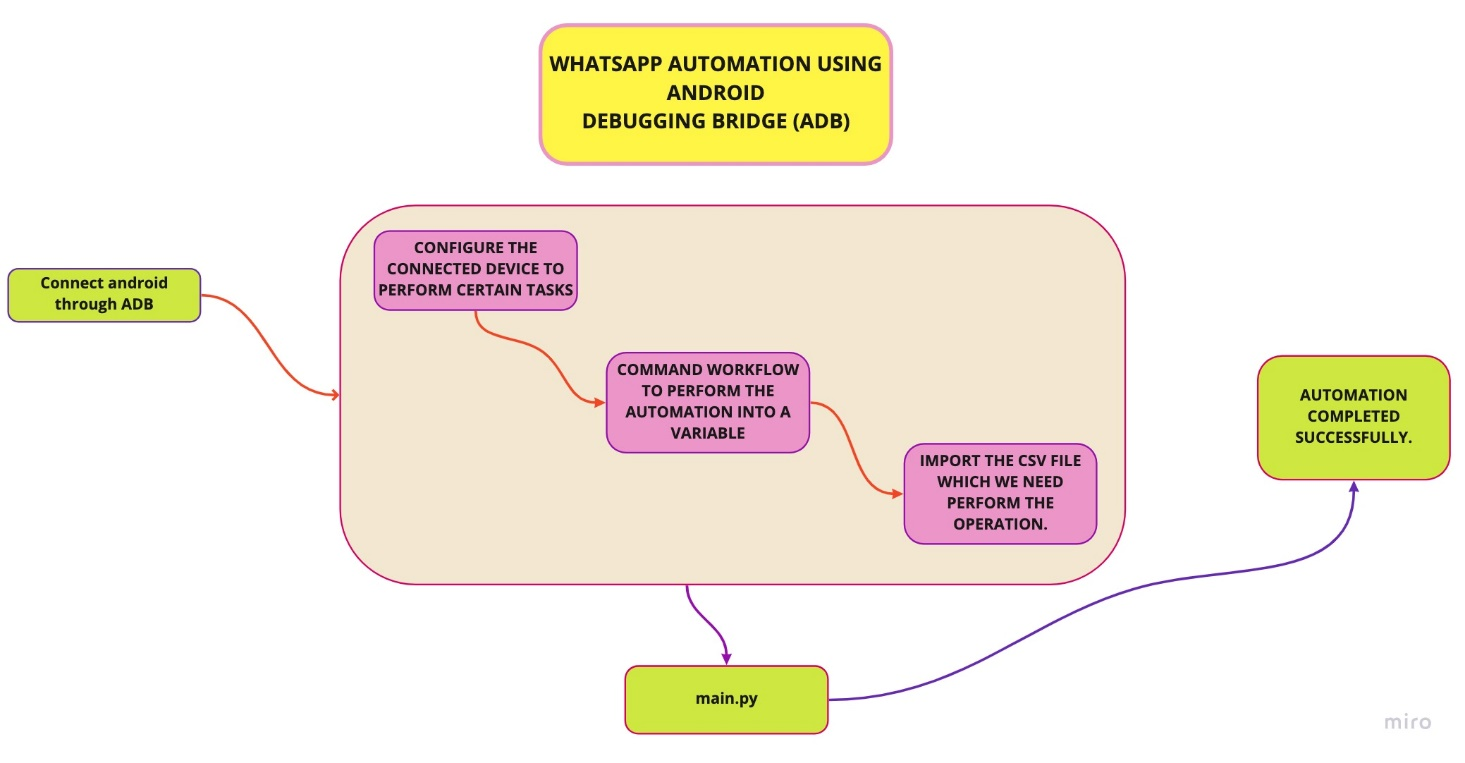 WHATSAPP AUTOMATION USING
ANDROID
DEBUGGING BRIDGE (ADB)
Connect android
through ADB
CONFIGURE THE
CONNECTED DEVICE TO
PERFORM CERTAIN TASKS
COMMAND WORKFLOW
TO PERFORM THE
AUTOMATION INTO A
VARIABLE
IMPORT THE CSV FILE
WHICH WE NEED
PERFORM THE
OPERATION.
main.py
AUTOMATION
COMPLETED
SUCCESSFULLY.
miro